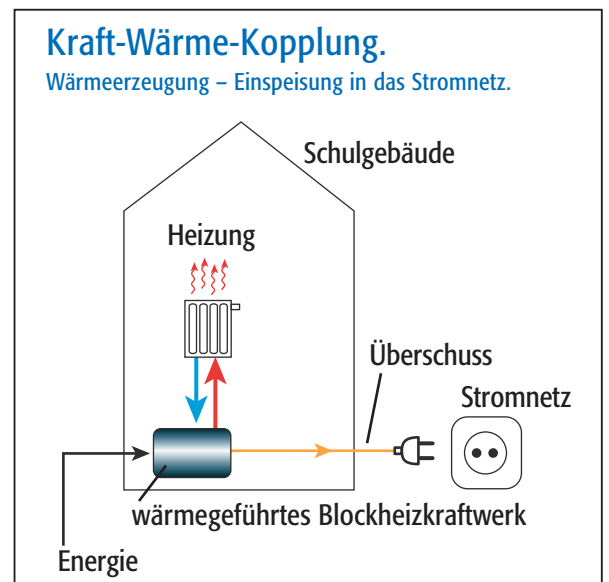 Kraft-Wärme-Kopplung.
Wärmeerzeugung – Einspeisung in das Stromnetz.
Schulgebäude
Heizung
Überschuss
Stromnetz
wärmegeführtes Blockheizkraftwerk
Energie